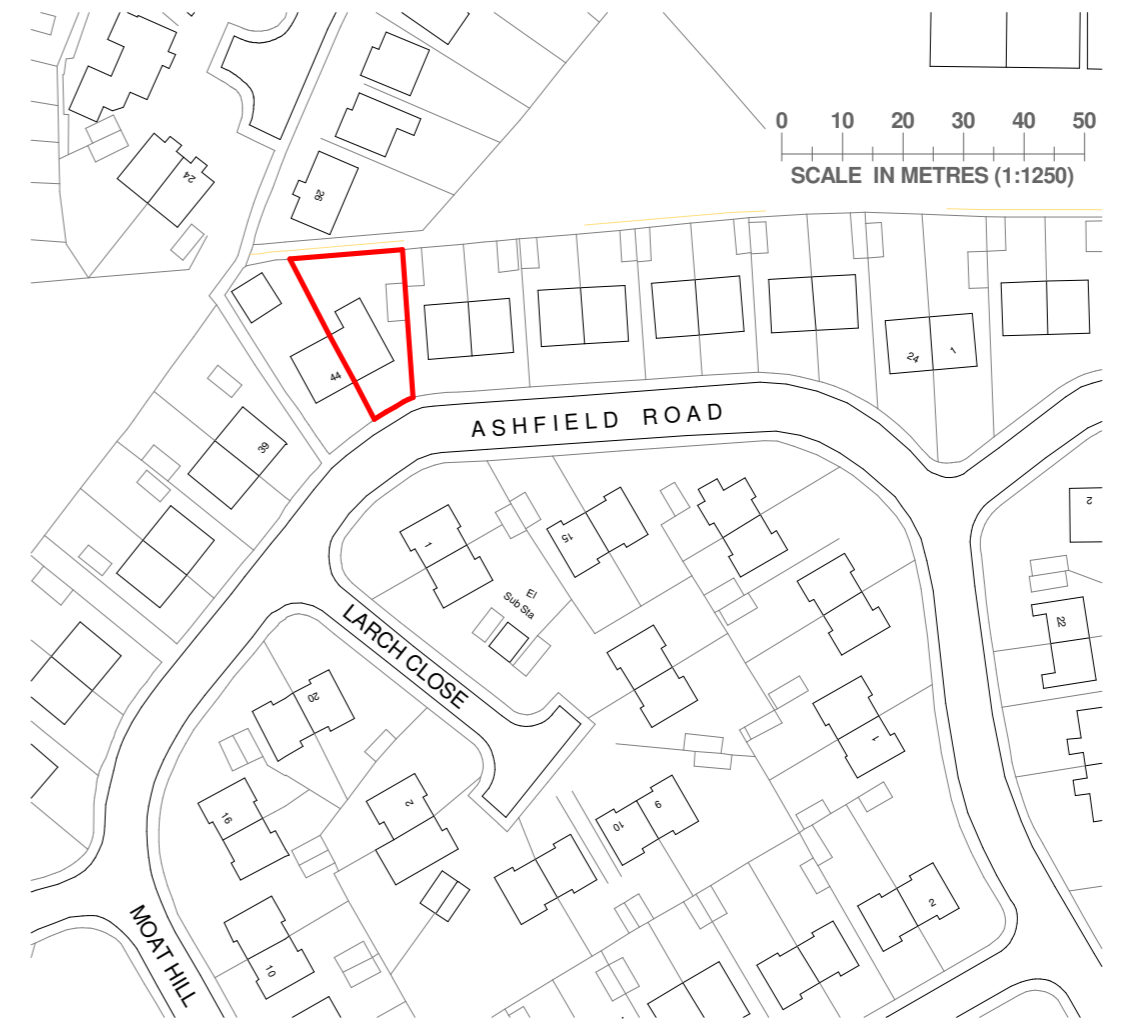 0 10 20 30 40 50
SCALE IN METRES (1:1250)
24
26
44
24
1
39
ASHFIELD ROAD
2
1
15
El
Sub Sta
22
LARCH CLOSE
20
1
2
16
9
10
2
MOAT HILL
10